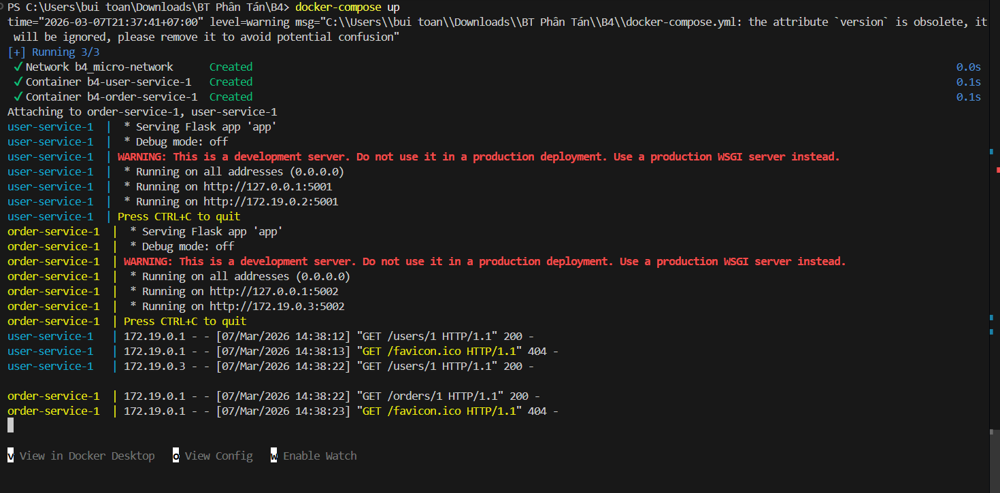 PS C:\Users\bui toan\Downloads\BT Phân Tán\B4> docker-compose up
time="2026-03-07T21:37:41+07:00" level=warning msg="C:\\Users\\bui toan\\Downloads\\BT Phân Tán\\B4\\docker-compose.yml: the attribute `version` is obsolete, it
will be ignored, please remove it to avoid potential confusion"
[+] Running 3/3
✔ Network b4_micro-network Created 0.0s
✔ Container b4-user-service-1 Created 0.1s
✔ Container b4-order-service-1 Created 0.1s
Attaching to order-service-1, user-service-1
user-service-1 | * Serving Flask app 'app'
user-service-1 | * Debug mode: off
user-service-1 | WARNING: This is a development server. Do not use it in a production deployment. Use a production WSGI server instead.
user-service-1 | * Running on all addresses (0.0.0.0)
user-service-1 | * Running on http://127.0.0.1:5001
user-service-1 | * Running on http://172.19.0.2:5001
user-service-1 | Press CTRL+C to quit
order-service-1 | * Serving Flask app 'app'
order-service-1 | * Debug mode: off
order-service-1 | WARNING: This is a development server. Do not use it in a production deployment. Use a production WSGI server instead.
order-service-1 | * Running on all addresses (0.0.0.0)
order-service-1 | * Running on http://127.0.0.1:5002
order-service-1 | * Running on http://172.19.0.3:5002
order-service-1 | Press CTRL+C to quit
user-service-1 | 172.19.0.1 - - [07/Mar/2026 14:38:12] "GET /users/1 HTTP/1.1" 200 -
user-service-1 | 172.19.0.1 - - [07/Mar/2026 14:38:13] "GET /favicon.ico HTTP/1.1" 404 -
user-service-1 | 172.19.0.3 - - [07/Mar/2026 14:38:22] "GET /users/1 HTTP/1.1" 200 -
order-service-1 | 172.19.0.1 - - [07/Mar/2026 14:38:22] "GET /orders/1 HTTP/1.1" 200 -
order-service-1 | 172.19.0.1 - - [07/Mar/2026 14:38:23] "GET /favicon.ico HTTP/1.1" 404 -
v View in Docker Desktop o View Config w Enable Watch